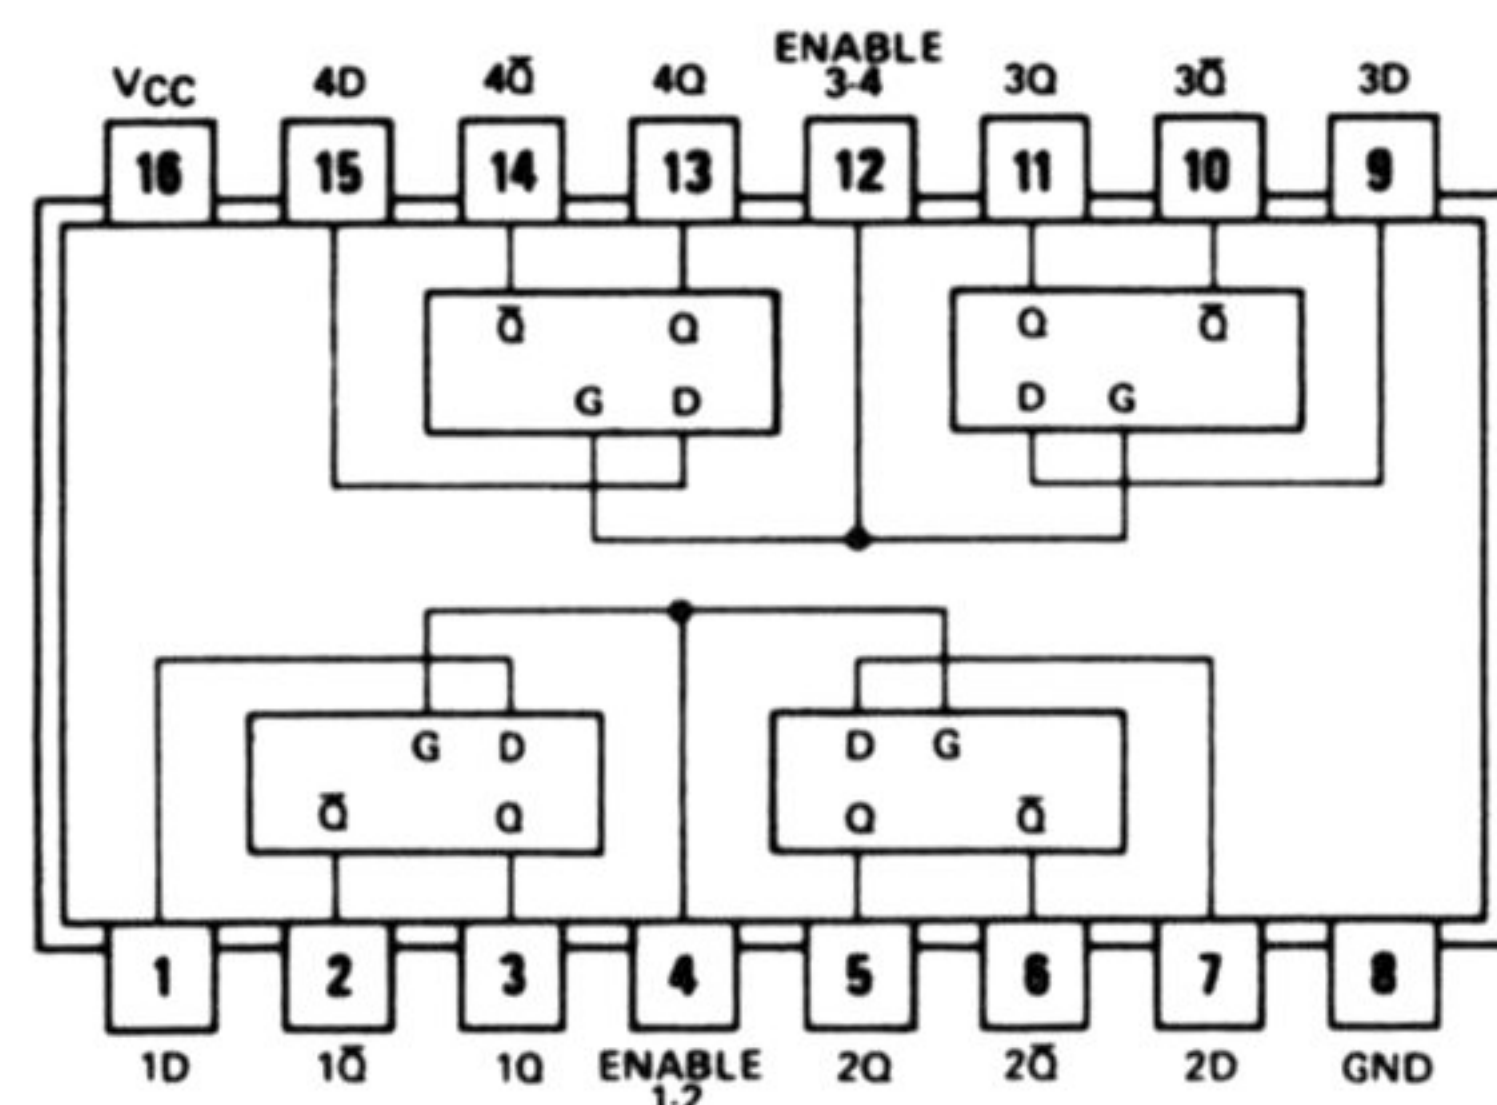 ENABLE
VCC 4D 4Q̅ 4Q 3-4 3Q 3Q̅ 3D
16 15 14 13 12 11 10 9
Q̅ Q Q Q̅
G D D G
G D D G
Q̅ Q Q Q̅
1 2 3 4 5 6 7 8
1D 1Q̅ 1Q ENABLE 2Q 2Q̅ 2D GND
1-2